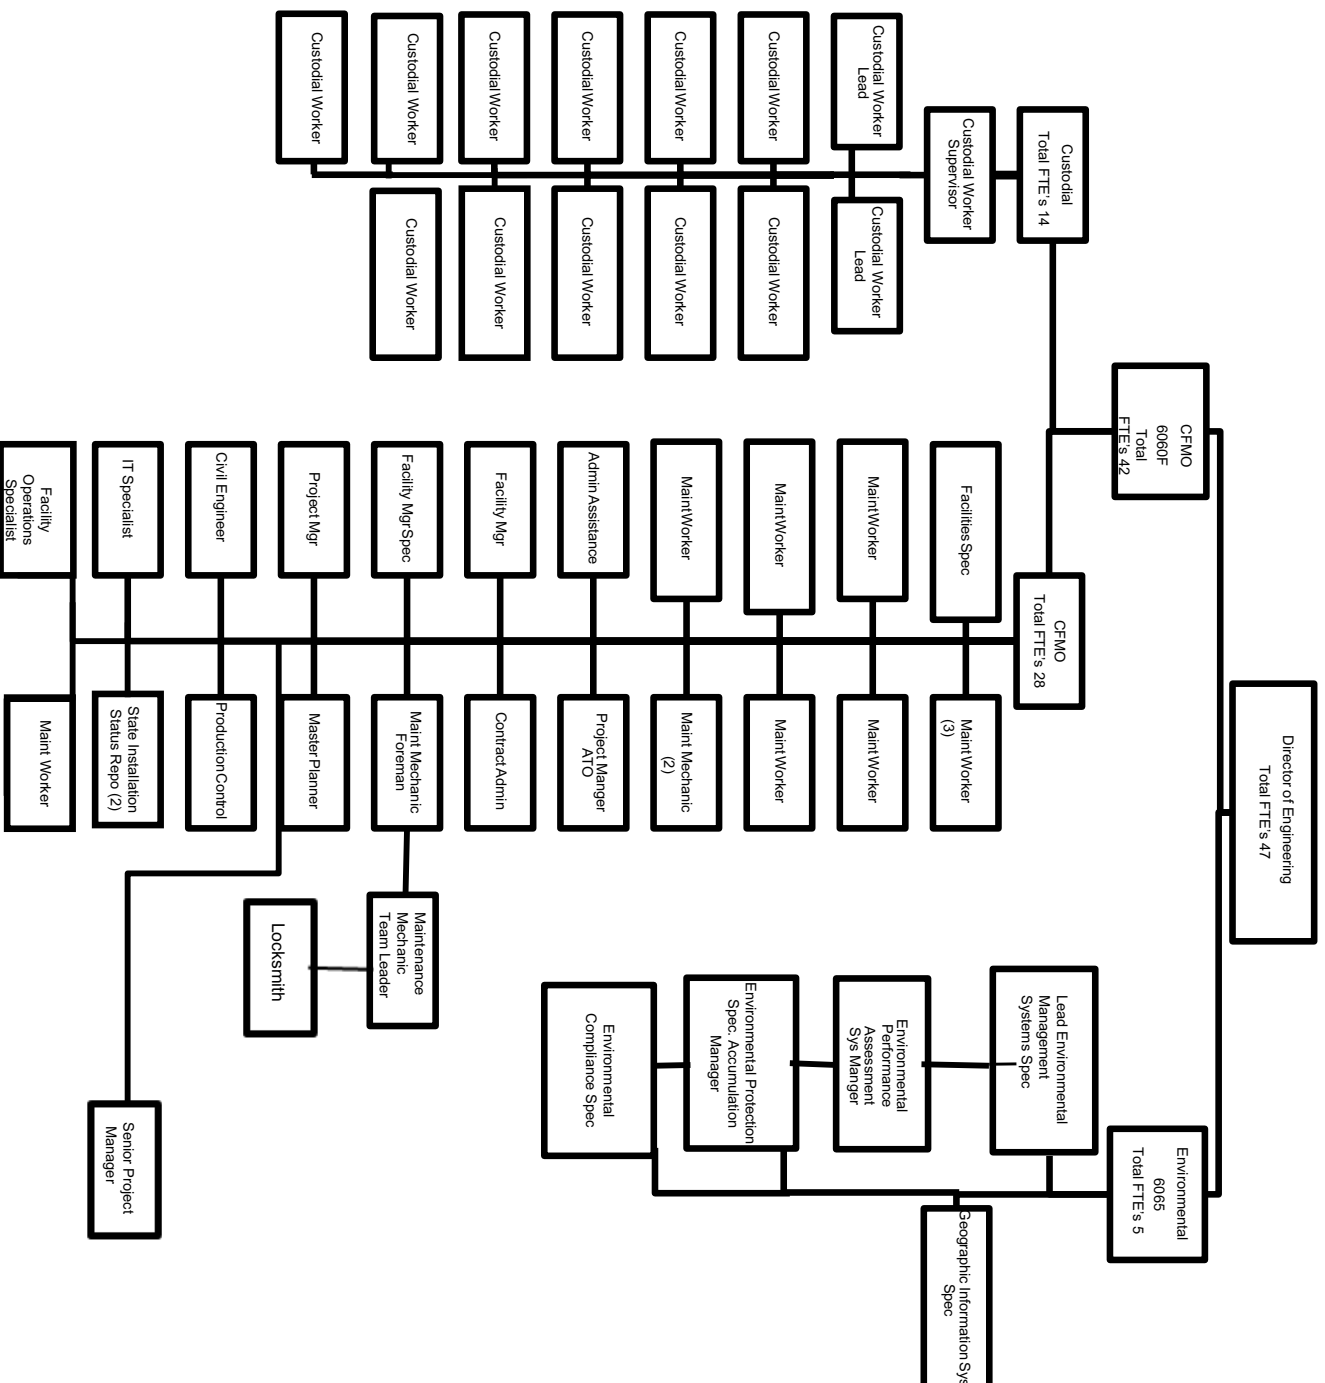 Director of Engineering
Total FTE's 47
CFMO
6060F
Total
FTE's 42
Environmental
6065
Total FTE's 5
Custodial
Total FTE's 14
CFMO
Total FTE's 28
Custodial Worker
Supervisor
Custodial Worker
Lead
Custodial Worker
Lead
Custodial Worker
Custodial Worker
Custodial Worker
Custodial Worker
Custodial Worker
Custodial Worker
Custodial Worker
Custodial Worker
Custodial Worker
Custodial Worker
Custodial Worker
Facilities Spec
Maint Worker
(3)
Maint Worker
Maint Worker
Maint Worker
Maint Worker
Maint Worker
Maint Mechanic
(2)
Admin Assistance
Project Manger
ATO
Facility Mgr
Contract Admin
Facility Mgr Spec
Maint Mechanic
Foreman
Maintenance
Mechanic
Team Leader
Locksmith
Project Mgr
Master Planner
Civil Engineer
Production Control
IT Specialist
State Installation
Status Repo (2)
Facility
Operations
Specialist
Maint Worker
Senior Project
Manager
Lead Environmental
Management
Systems Spec
Environmental
Performance
Assessment
Sys Manger
Environmental Protection
Spec. Accumulation
Manager
Environmental
Compliance Spec
Geographic Information Sys
Spec